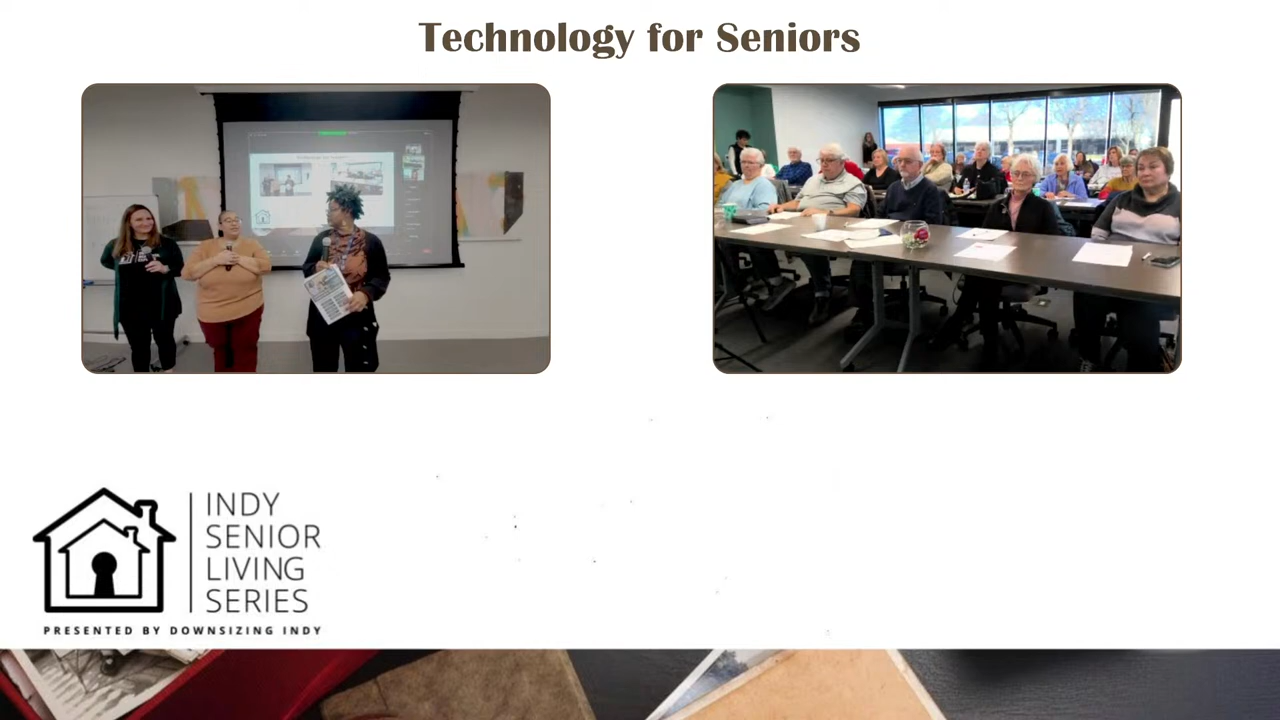 Technology for Seniors
INDY
SENIOR
LIVING
SERIES
PRESENTED BY DOWNSIZING INDY